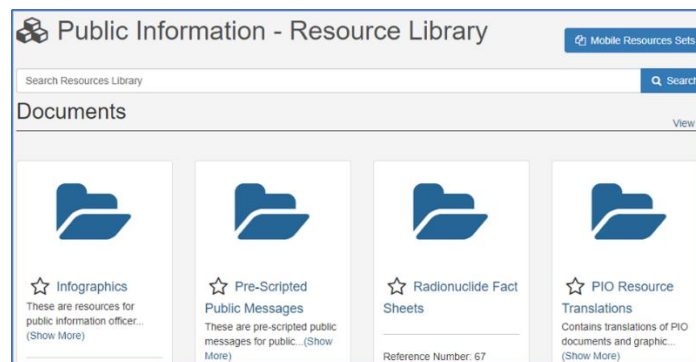 Public Information - Resource Library
Mobile Resources Sets
Search Resources Library
Search
Documents
View
Infographics
These are resources for
public information officer...
(Show More)
Pre-Scripted
Public Messages
These are pre-scripted public
messages for public...(Show
More)
Radionuclide Fact
Sheets
Reference Number: 67
PIO Resource
Translations
Contains translations of PIO
documents and graphic...
(Show More)